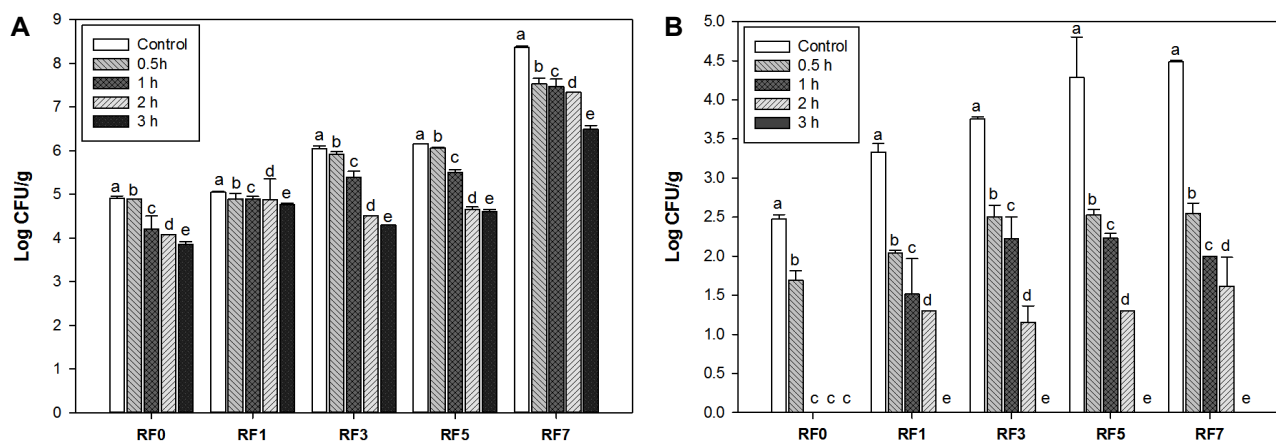 A
Log CFU/g
9
8
7
6
5
4
3
2
1
0
Control
0.5h
1 h
2 h
3 h
a b c d e
a b c d e
a b c d e
a b c d e
a b c d e
RF0 RF1 RF3 RF5 RF7
B
Log CFU/g
5.0
4.5
4.0
3.5
3.0
2.5
2.0
1.5
1.0
0.5
0.0
Control
0.5h
1 h
2 h
3 h
a b c c c
a b c d e
a b c d e
a b c d e
a b c d e
RF0 RF1 RF3 RF5 RF7